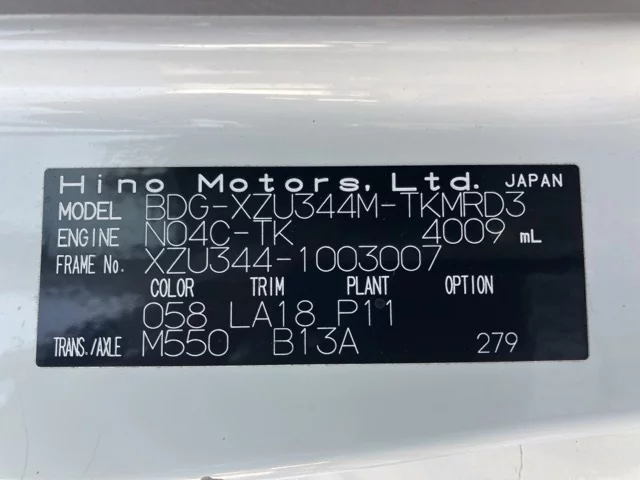 Hino Motors, Ltd. JAPAN
MODEL BDG-XZU344M-TKMRD3
ENGINE N04C-TK 4009 mL
FRAME No. XZU344-1003007
COLOR TRIM PLANT OPTION
058 LA18 P11
TRANS./AXLE M550 B13A 279